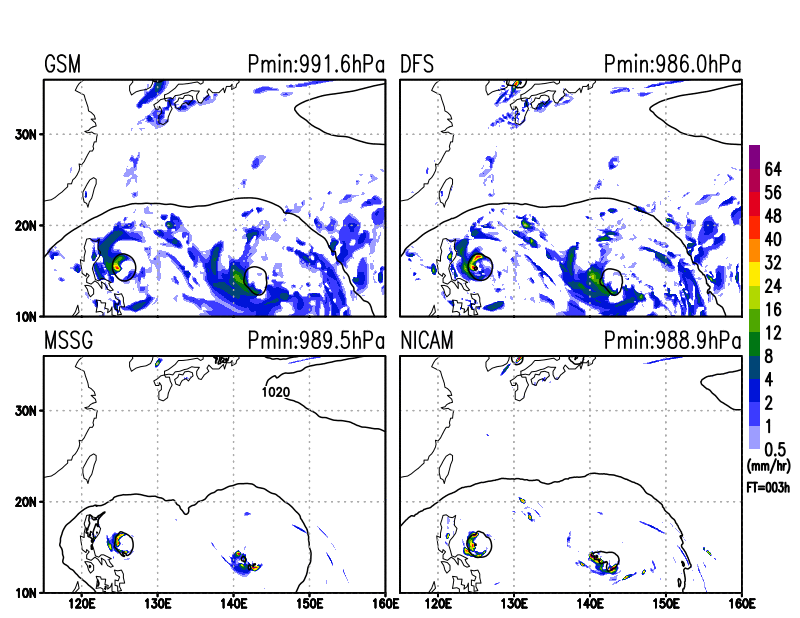 GSM Pmin:991.6hPa DFS Pmin:986.0hPa
30N
20N
10N
64
56
48
40
32
24
16
12
8
4
2
1
0.5
(mm/hr)
FT=003h
MSSG Pmin:989.5hPa NICAM Pmin:988.9hPa
1020
30N
20N
10N
120E 130E 140E 150E 160E 120E 130E 140E 150E 160E